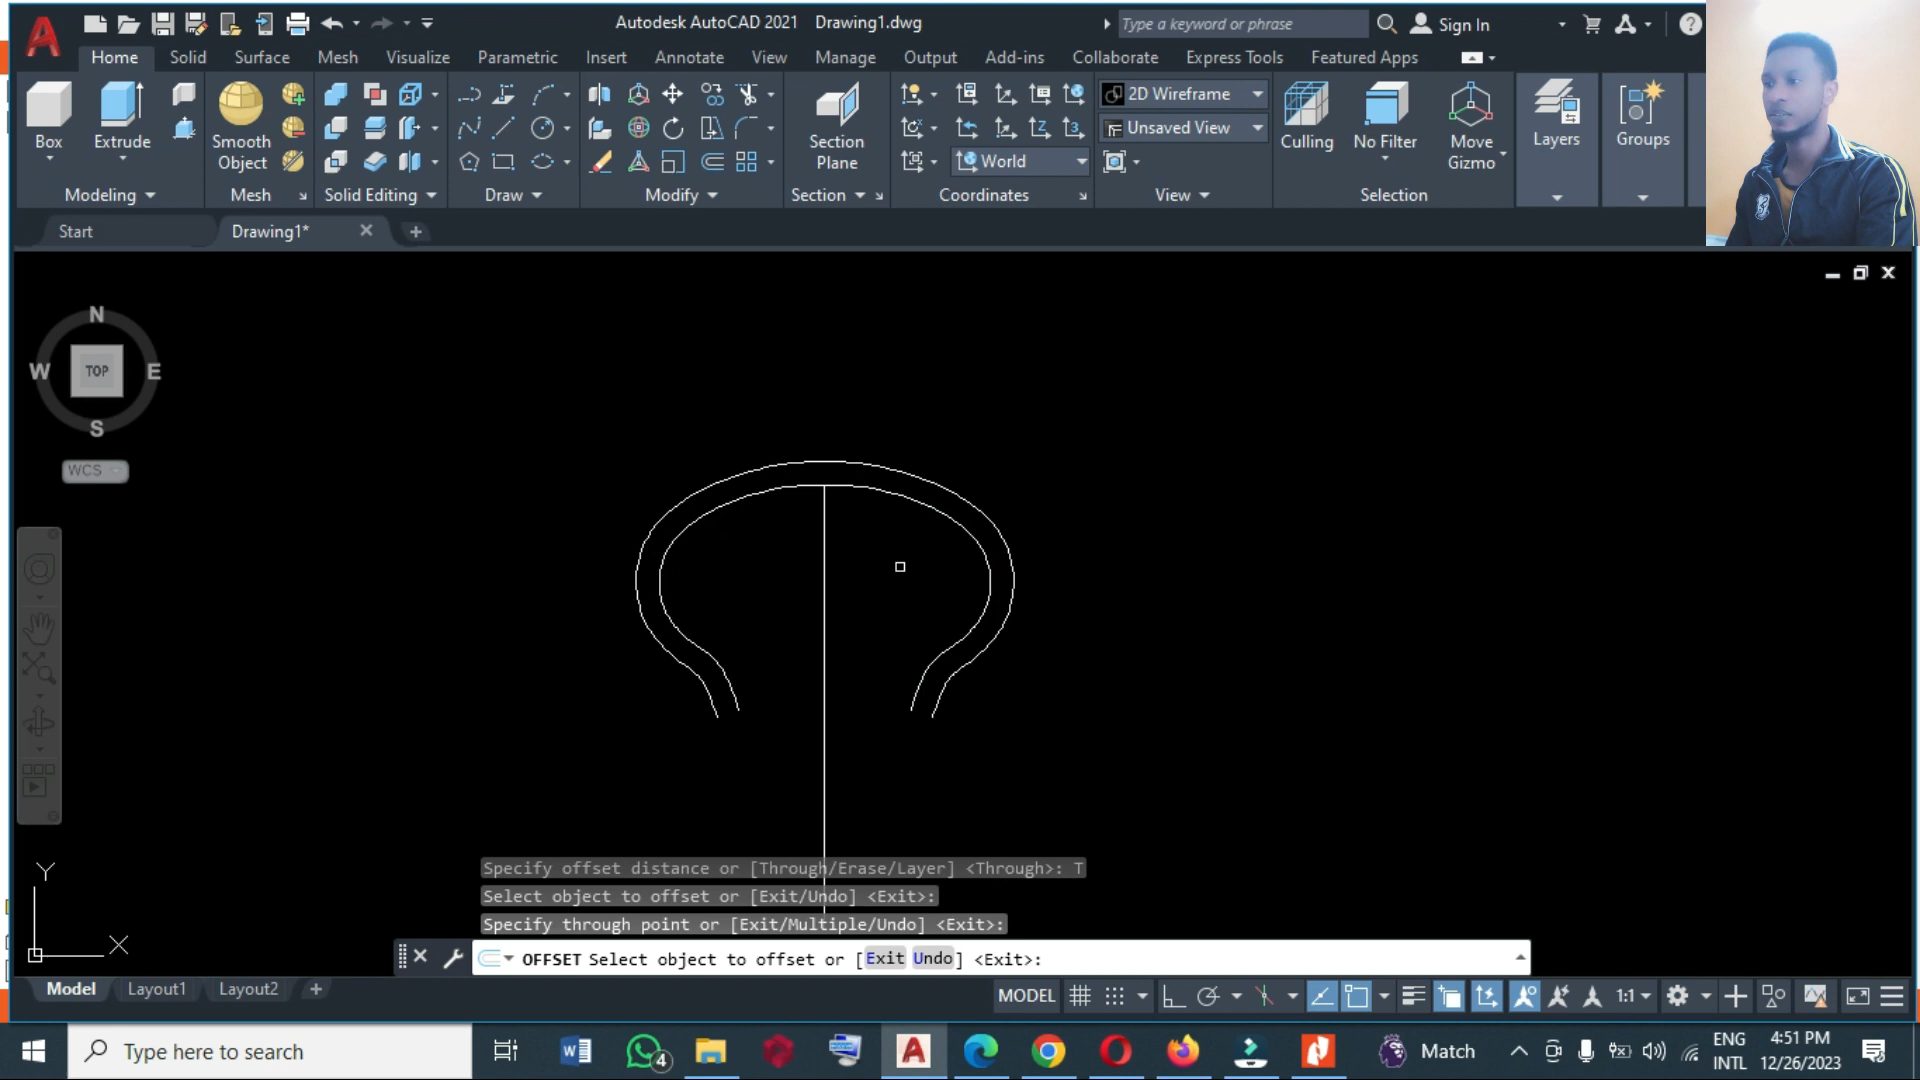 Autodesk AutoCAD 2021 Drawing1.dwg
Type a keyword or phrase
Sign In
Home Solid Surface Mesh Visualize Parametric Insert Annotate View Manage Output Add-ins Collaborate Express Tools Featured Apps
Box
Extrude
Smooth Object
Section Plane
World
2D Wireframe
Unsaved View
Culling
No Filter
Move Gizmo
Layers
Groups
Modeling
Mesh
Solid Editing
Draw
Modify
Section
Coordinates
View
Selection
Start
Drawing1*
N
W TOP E
S
WCS
Y
X
Specify offset distance or [Through/Erase/Layer] <Through>: T
Select object to offset or [Exit/Undo] <Exit>:
Specify through point or [Exit/Multiple/Undo] <Exit>:
OFFSET Select object to offset or [Exit Undo] <Exit>:
Model Layout1 Layout2
MODEL
1:1
Type here to search
4
Match
ENG
INTL
4:51 PM
12/26/2023